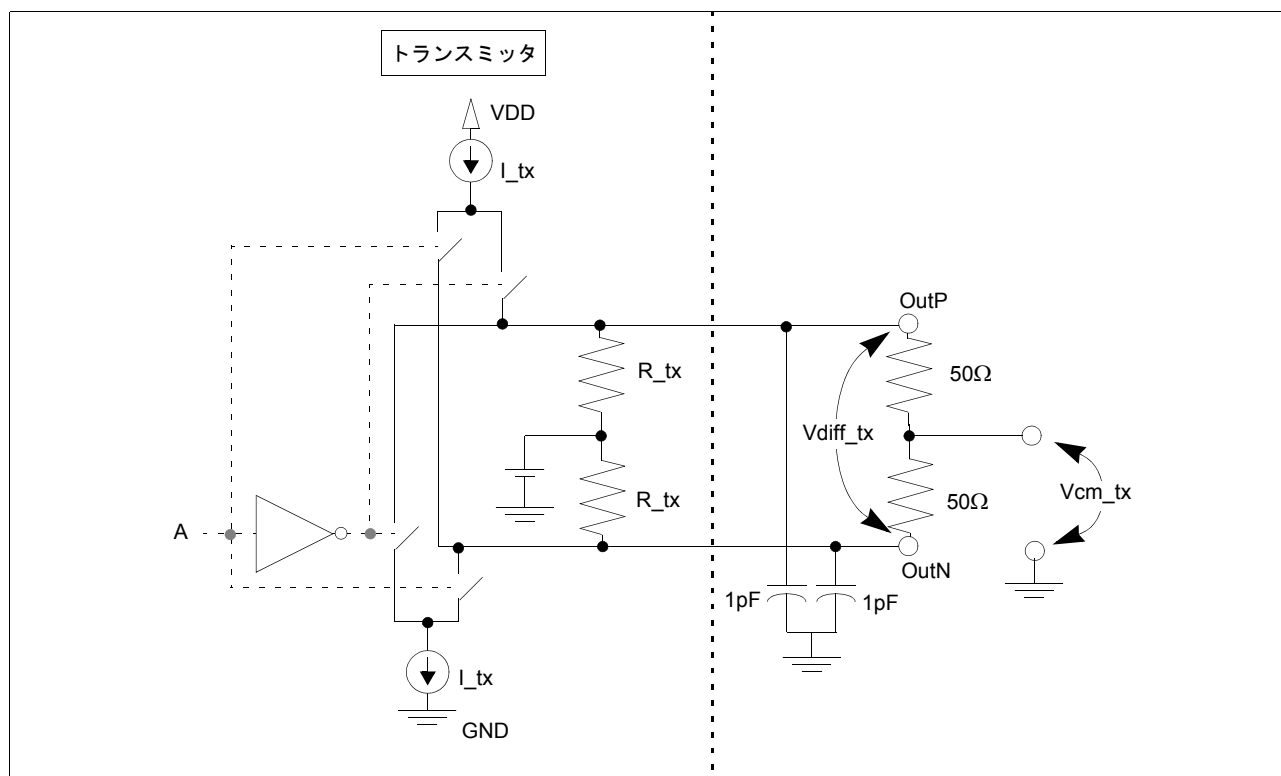 トランスミッタ
VDD
I_tx
OutP
R_tx
50Ω
Vdiff_tx
R_tx
50Ω
Vcm_tx
A
OutN
1pF
1pF
I_tx
GND